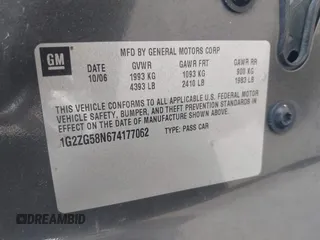 GM
MFD BY GENERAL MOTORS CORP
DATE GVWR GAWR FRT GAWR RR
10/06 1993 KG 1093 KG 900 KG
4393 LB 2410 LB LB
THIS VEHICLE CONFORMS TO ALL APPLICABLE U.S. FEDERAL MOTOR
VEHICLE SAFETY, BUMPER, AND THEFT PREVENTION STANDARDS
IN EFFECT ON THE DATE OF MANUFACTURE SHOWN ABOVE.
1G2ZG58N674177062 TYPE: PASS CAR
DREAMBID